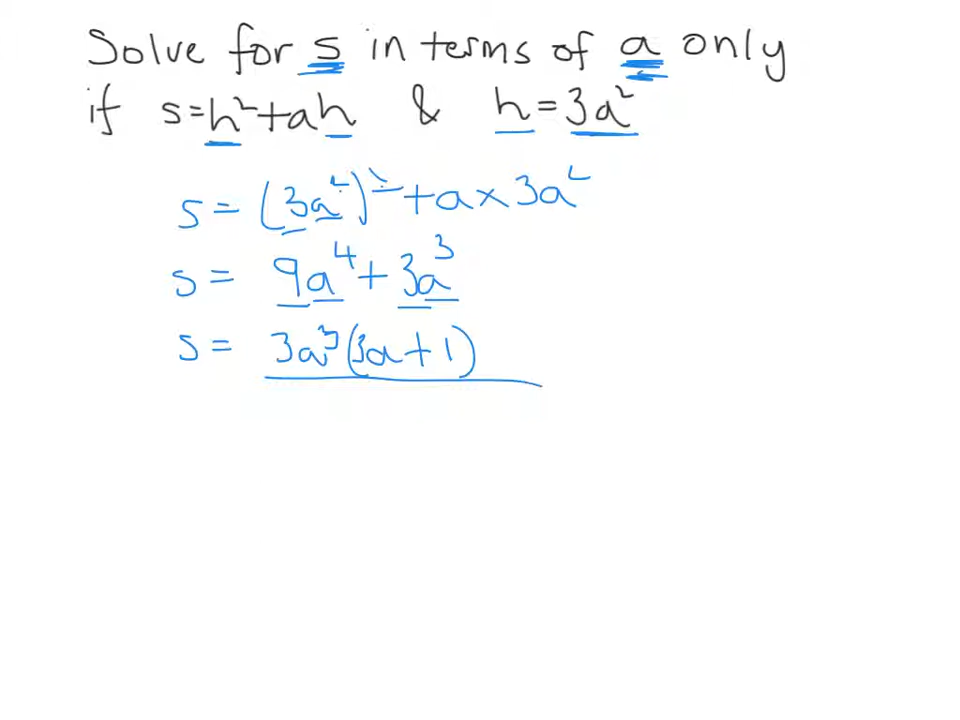 Solve for s in terms of a only
if s=h²+ah & h=3a²
s=(3a²)²+a×3a²
s=9a⁴+3a³
s=3a³(3a+1)